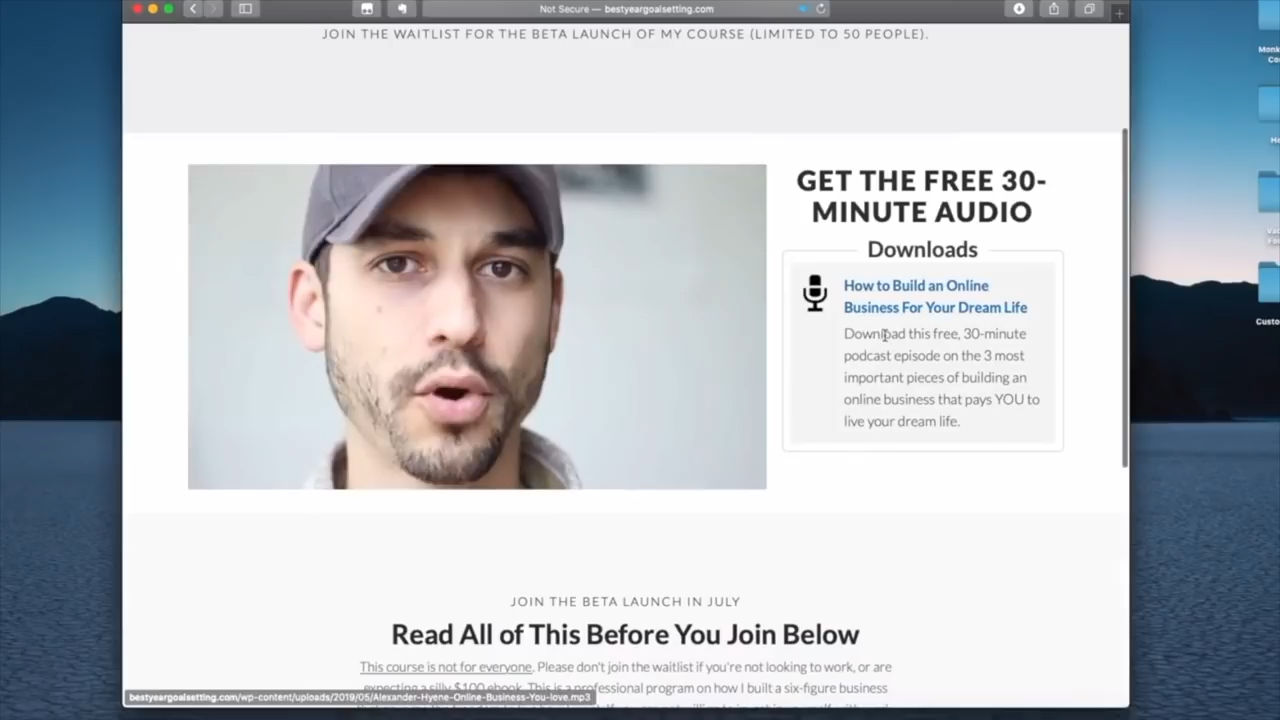 Not Secure — bestyeargoalsetting.com
JOIN THE WAITLIST FOR THE BETA LAUNCH OF MY COURSE (LIMITED TO 50 PEOPLE).
GET THE FREE 30-
MINUTE AUDIO
Downloads
How to Build an Online
Business For Your Dream Life
Download this free, 30-minute
podcast episode on the 3 most
important pieces of building an
online business that pays YOU to
live your dream life.
JOIN THE BETA LAUNCH IN JULY
Read All of This Before You Join Below
This course is not for everyone. Please don't join the waitlist if you're not looking to work, or are
expecting a silly $100 ebook. This is a professional program on how I built a six-figure business
bestyeargoalsetting.com/wp-content/uploads/2019/05/Alexander-Hyene-Online-Business-You-love.mp3